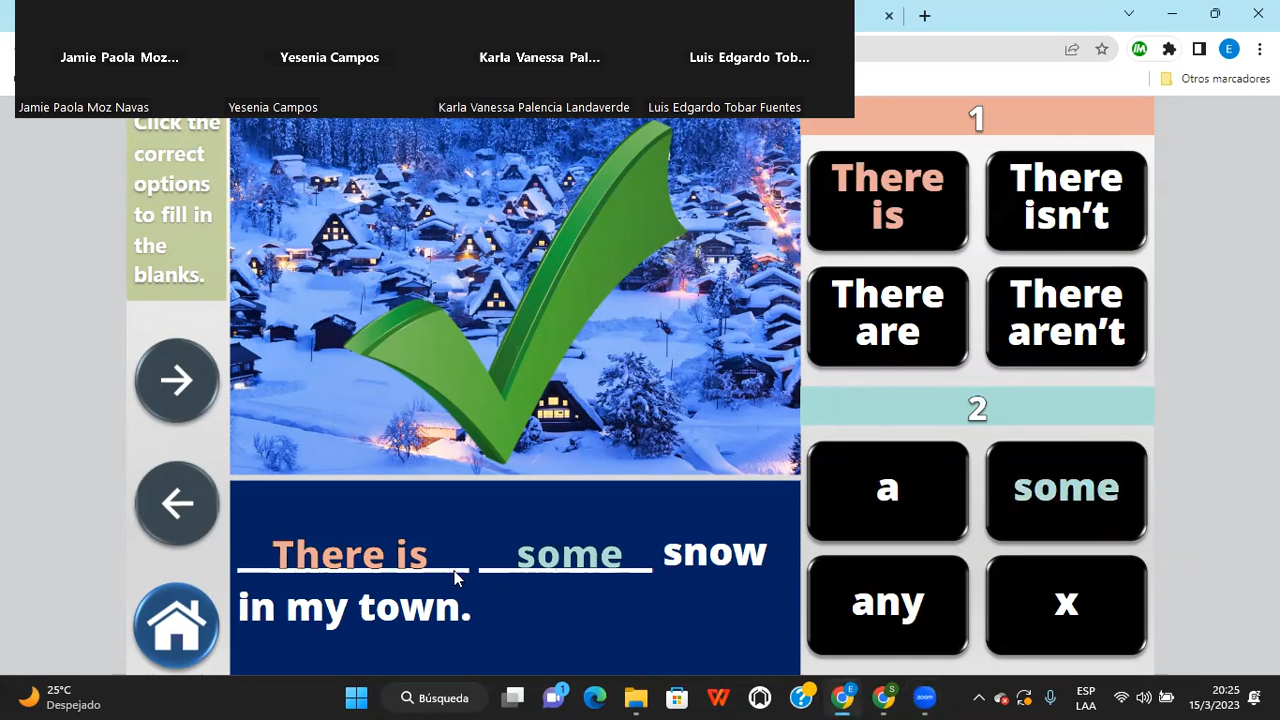 Jamie Paola Moz...
Yesenia Campos
Karla Vanessa Pal...
Luis Edgardo Tob...
Jamie Paola Moz Navas
Yesenia Campos
Karla Vanessa Palencia Landaverde
Luis Edgardo Tobar Fuentes
Otros marcadores
Click the
correct
options
to fill in
the
blanks.
1
There
is
There
isn't
There
are
There
aren't
2
a
some
any
x
There is some snow
in my town.
25°C
Despejado
Búsqueda
ESP
LAA
20:25
15/3/2023